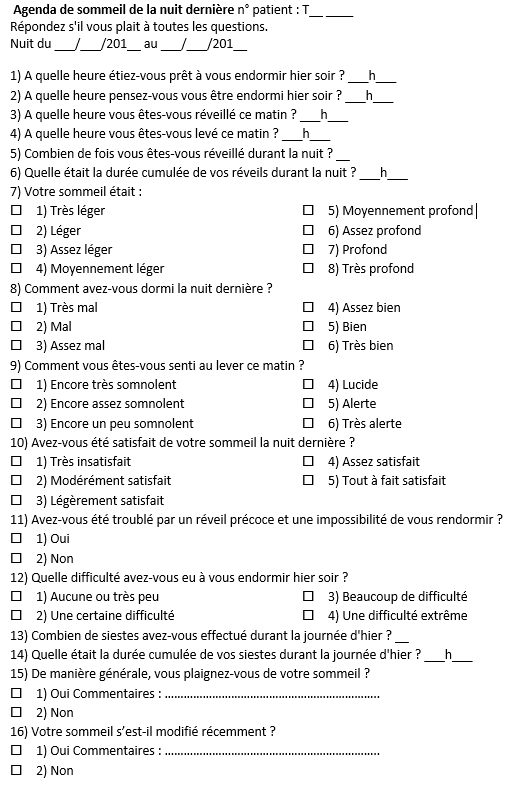 Agenda de sommeil de la nuit dernière n° patient : T__ ____
Répondez s'il vous plait à toutes les questions.
Nuit du ___/___/201__ au ___/___/201__
1) A quelle heure étiez-vous prêt à vous endormir hier soir ? ___h___
2) A quelle heure pensez-vous vous être endormi hier soir ? ___h___
3) A quelle heure vous êtes-vous réveillé ce matin ? ___h___
4) A quelle heure vous êtes-vous levé ce matin ? ___h___
5) Combien de fois vous êtes-vous réveillé durant la nuit ? __
6) Quelle était la durée cumulée de vos réveils durant la nuit ? ___h___
7) Votre sommeil était :
☐ 1) Très léger ☐ 5) Moyennement profond
☐ 2) Léger ☐ 6) Assez profond
☐ 3) Assez léger ☐ 7) Profond
☐ 4) Moyennement léger ☐ 8) Très profond
8) Comment avez-vous dormi la nuit dernière ?
☐ 1) Très mal ☐ 4) Assez bien
☐ 2) Mal ☐ 5) Bien
☐ 3) Assez mal ☐ 6) Très bien
9) Comment vous êtes-vous senti au lever ce matin ?
☐ 1) Encore très somnolent ☐ 4) Lucide
☐ 2) Encore assez somnolent ☐ 5) Alerte
☐ 3) Encore un peu somnolent ☐ 6) Très alerte
10) Avez-vous été satisfait de votre sommeil la nuit dernière ?
☐ 1) Très insatisfait ☐ 4) Assez satisfait
☐ 2) Modérément satisfait ☐ 5) Tout à fait satisfait
☐ 3) Légèrement satisfait
11) Avez-vous été troublé par un réveil précoce et une impossibilité de vous rendormir ?
☐ 1) Oui
☐ 2) Non
12) Quelle difficulté avez-vous eu à vous endormir hier soir ?
☐ 1) Aucune ou très peu ☐ 3) Beaucoup de difficulté
☐ 2) Une certaine difficulté ☐ 4) Une difficulté extrême
13) Combien de siestes avez-vous effectué durant la journée d'hier ? __
14) Quelle était la durée cumulée de vos siestes durant la journée d'hier ? ___h___
15) De manière générale, vous plaignez-vous de votre sommeil ?
☐ 1) Oui Commentaires : ......................................................................
☐ 2) Non
16) Votre sommeil s’est-il modifié récemment ?
☐ 1) Oui Commentaires : ......................................................................
☐ 2) Non